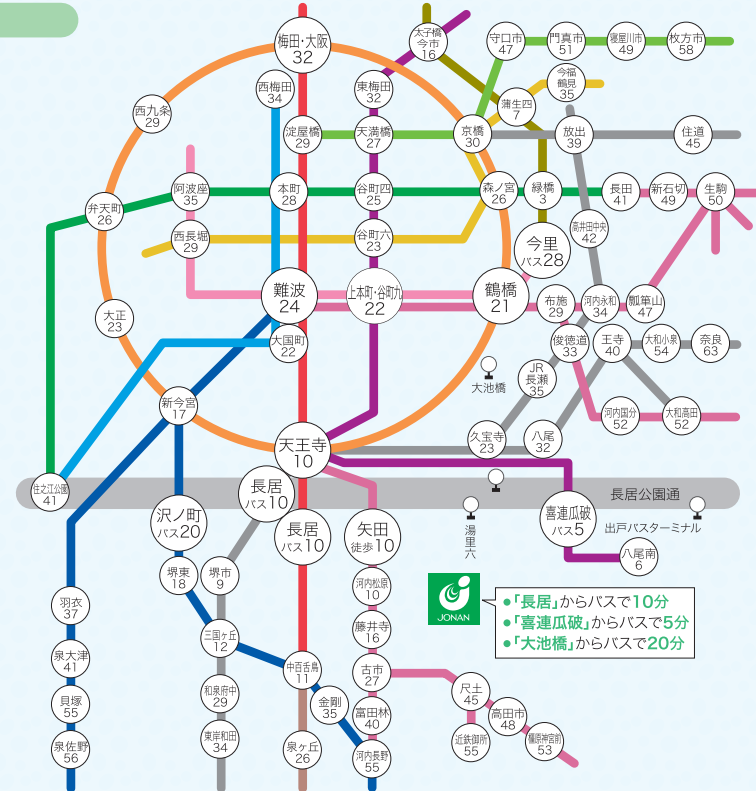 梅田・大阪
32
太子橋
今市
16
守口市
47
門真市
51
寝屋川市
49
枚方市
58
西梅田
34
東梅田
32
今福
鶴見
35
西九条
29
蒲生四
7
淀屋橋
29
天満橋
27
京橋
30
放出
39
住道
45
阿波座
35
本町
28
谷町四
25
森ノ宮
26
緑橋
3
長田
41
新石切
49
生駒
50
弁天町
26
西長堀
29
谷町六
23
高井田中央
42
今里
バス28
難波
24
上本町・谷町九
22
鶴橋
21
布施
29
河内永和
34
瓢箪山
47
大正
23
大国町
22
俊徳道
33
王寺
40
大和小泉
54
奈良
63
大池橋
JR
長瀬
35
新今宮
17
河内国分
52
大和高田
52
天王寺
10
久宝寺
23
八尾
32
住之江公園
41
長居
バス10
長居公園通
沢ノ町
バス20
長居
バス10
矢田
徒歩10
湯里六
喜連瓜破
バス5
出戸バスターミナル
八尾南
6
堺東
18
堺市
9
河内松原
10
羽衣
37
藤井寺
16
JONAN
●「長居」からバスで10分
●「喜連瓜破」からバスで5分
●「大池橋」からバスで20分
三国ヶ丘
12
泉大津
41
中百舌鳥
11
古市
27
和泉府中
29
尺土
45
貝塚
55
金剛
35
富田林
40
高田市
48
東岸和田
34
泉佐野
56
泉ヶ丘
26
河内長野
55
近鉄御所
55
橿原神宮前
53